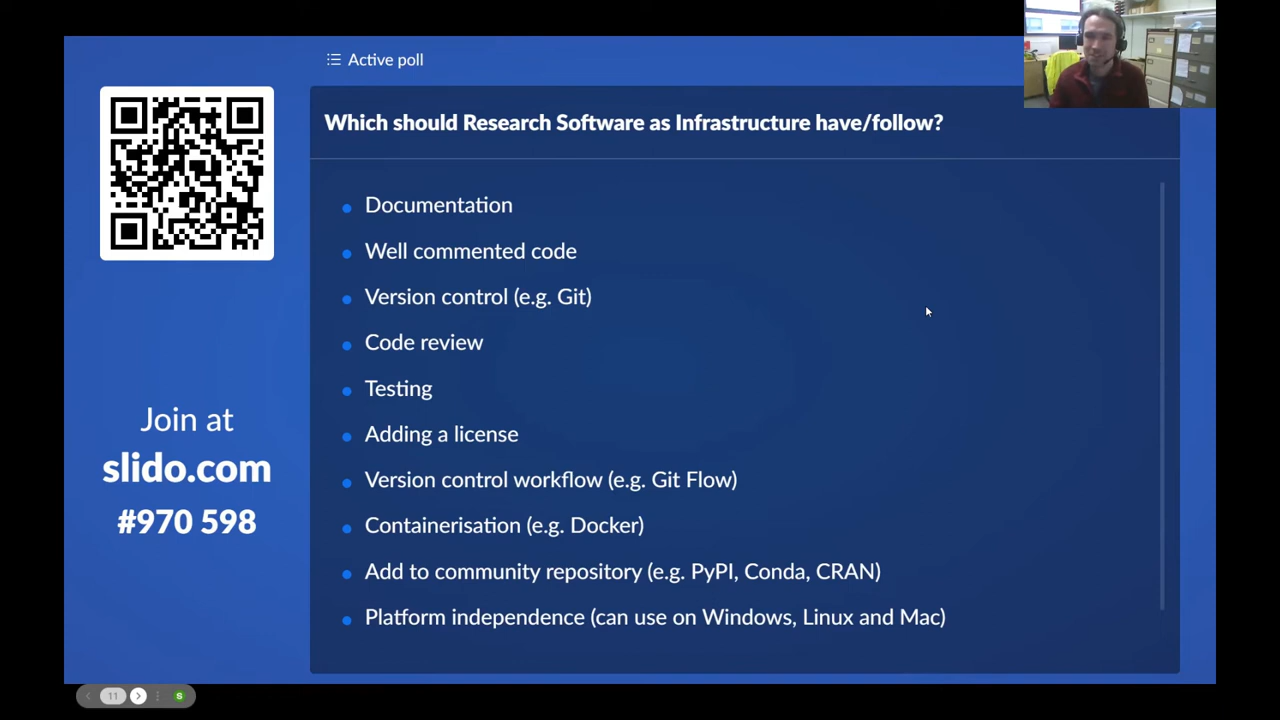 Active poll
Which should Research Software as Infrastructure have/follow?
Documentation
Well commented code
Version control (e.g. Git)
Code review
Testing
Adding a license
Version control workflow (e.g. Git Flow)
Containerisation (e.g. Docker)
Add to community repository (e.g. PyPI, Conda, CRAN)
Platform independence (can use on Windows, Linux and Mac)
Join at
slido.com
#970 598
11
S